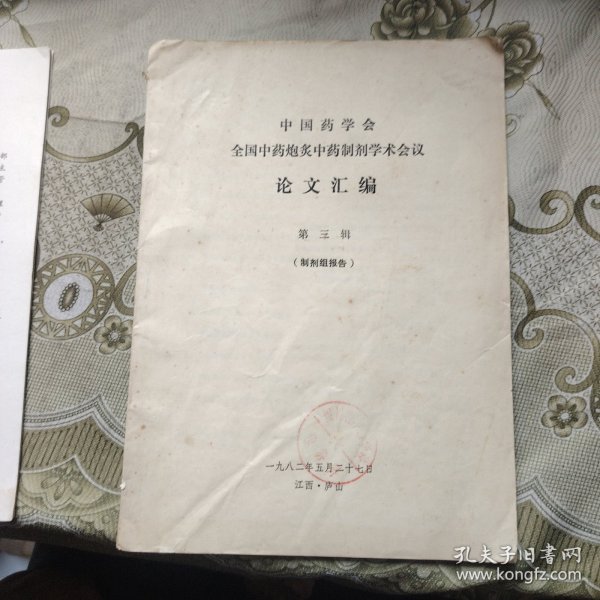 中国药学会
全国中药炮炙中药制剂学术会议
论文汇编
第三辑
(制剂组报告)
一九八二年五月二十七日
江西·庐山
孔夫子旧书网
www.kongfz.com